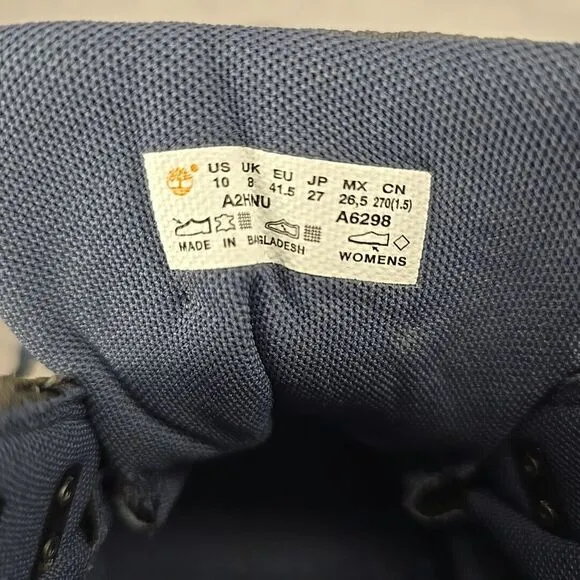 US UK EU JP MX CN
10 8 41.5 27 26,5 270(1.5)
A2HNU A6298
MADE IN BANGLADESH WOMENS